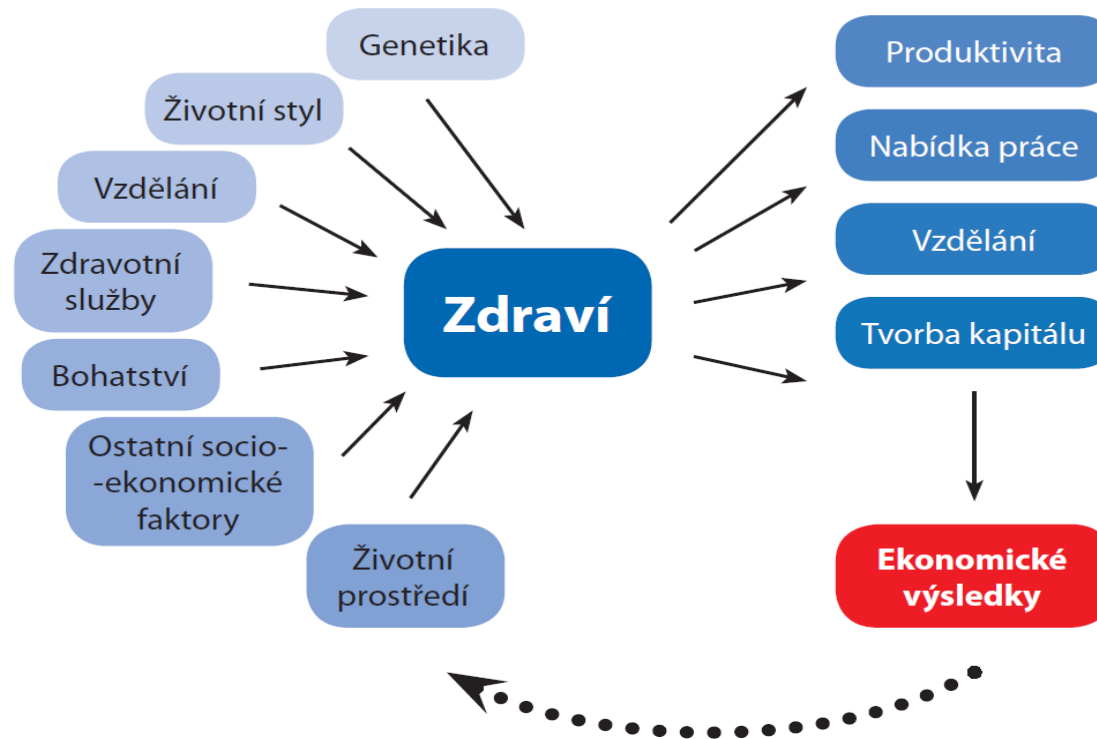 Genetika
Životní styl
Vzdělání
Zdravotní
služby
Bohatství
Ostatní socio-
-ekonomické
faktory
Životní
prostředí
Zdraví
Produktivita
Nabídka práce
Vzdělání
Tvorba kapitálu
Ekonomické
výsledky